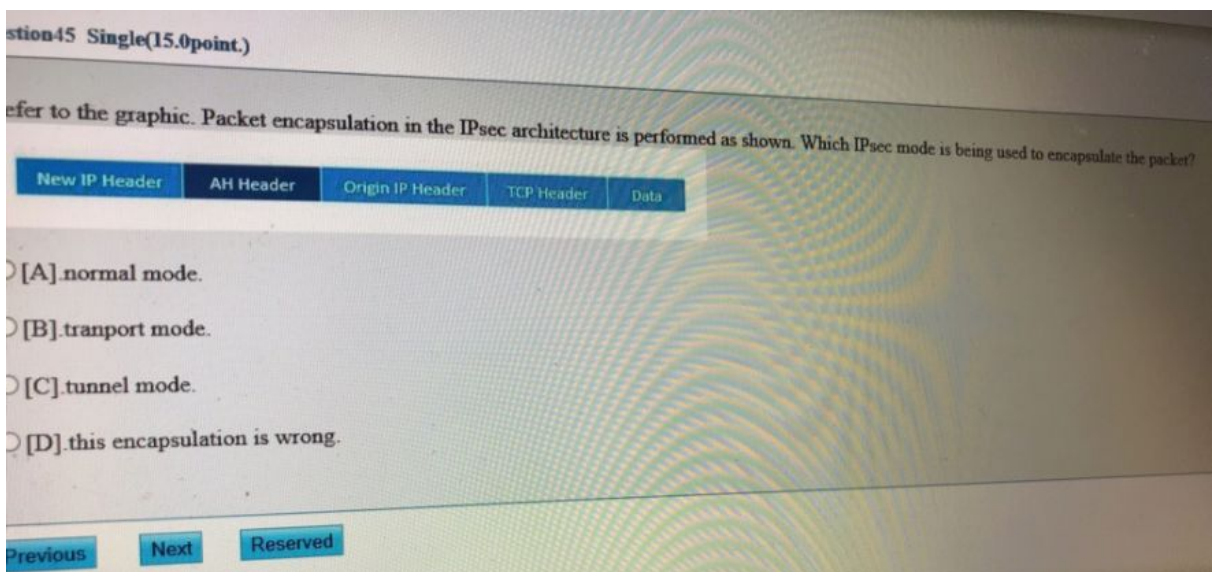 stion45 Single(15.0point.)
efer to the graphic. Packet encapsulation in the IPsec architecture is performed as shown. Which IPsec mode is being used to encapsulate the packet?
New IP Header AH Header Origin IP Header TCP Header Data
[A].normal mode.
[B].tranport mode.
[C].tunnel mode.
[D].this encapsulation is wrong.
Previous Next Reserved